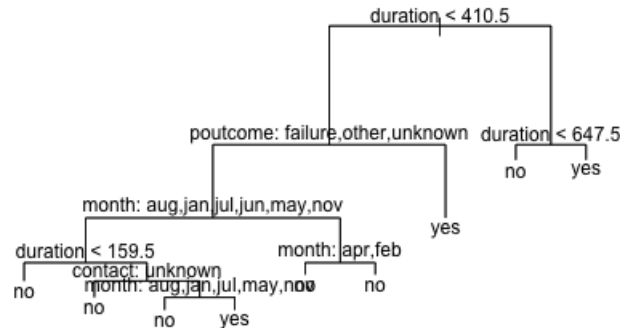 duration < 410.5
poutcome: failure,other,unknown
duration < 647.5
no
yes
month: aug,jan,jul,jun,may,nov
yes
duration < 159.5
month: apr,feb
contact: unknown
no
month: aug,jan,jul,may,nov
no
no
no
no
yes